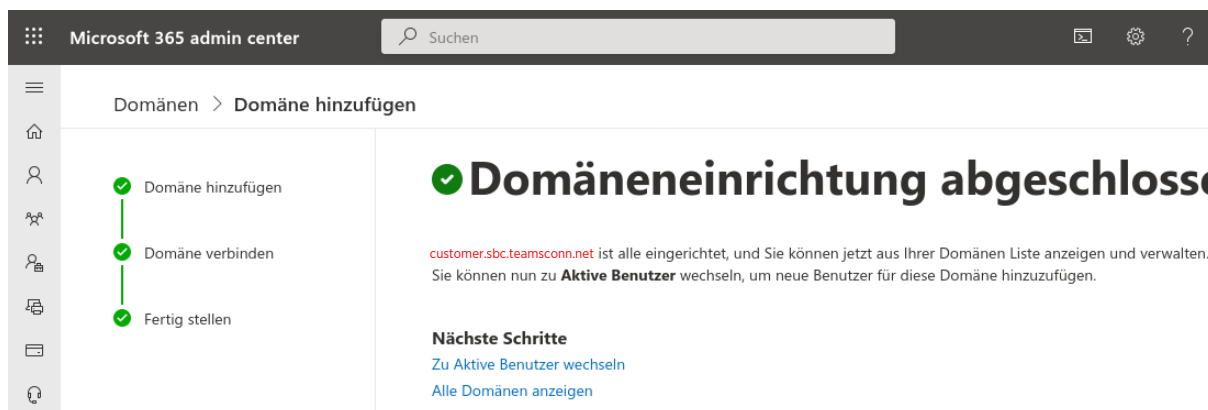 Microsoft 365 admin center
Suchen
Domänen > Domäne hinzufügen
Domäne hinzufügen
Domäne verbinden
Fertig stellen
Domäneneinrichtung abgeschlosse
customer.sbc.teamsconn.net ist alle eingerichtet, und Sie können jetzt aus Ihrer Domänen Liste anzeigen und verwalten.
Sie können nun zu Aktive Benutzer wechseln, um neue Benutzer für diese Domäne hinzuzufügen.
Nächste Schritte
Zu Aktive Benutzer wechseln
Alle Domänen anzeigen